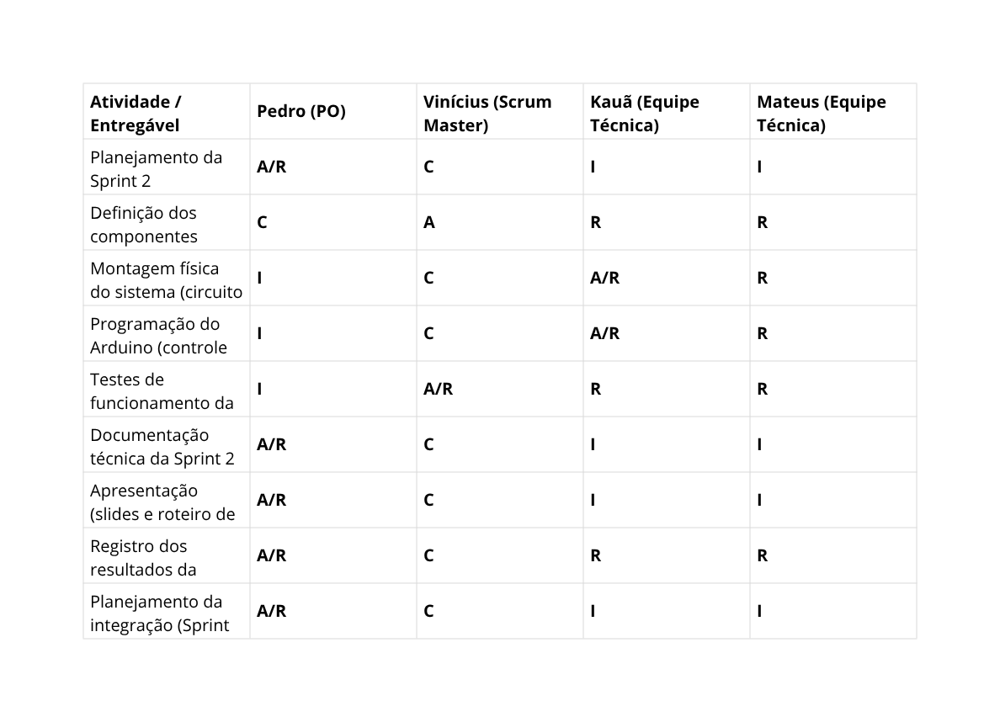 Atividade / Entregável
Pedro (PO)
Vinícius (Scrum Master)
Kauã (Equipe Técnica)
Mateus (Equipe Técnica)
Planejamento da Sprint 2
A/R
C
I
I
Definição dos componentes
C
A
R
R
Montagem física do sistema (circuito
I
C
A/R
R
Programação do Arduino (controle
I
C
A/R
R
Testes de funcionamento da
I
A/R
R
R
Documentação técnica da Sprint 2
A/R
C
I
I
Apresentação (slides e roteiro de
A/R
C
I
I
Registro dos resultados da
A/R
C
R
R
Planejamento da integração (Sprint
A/R
C
I
I